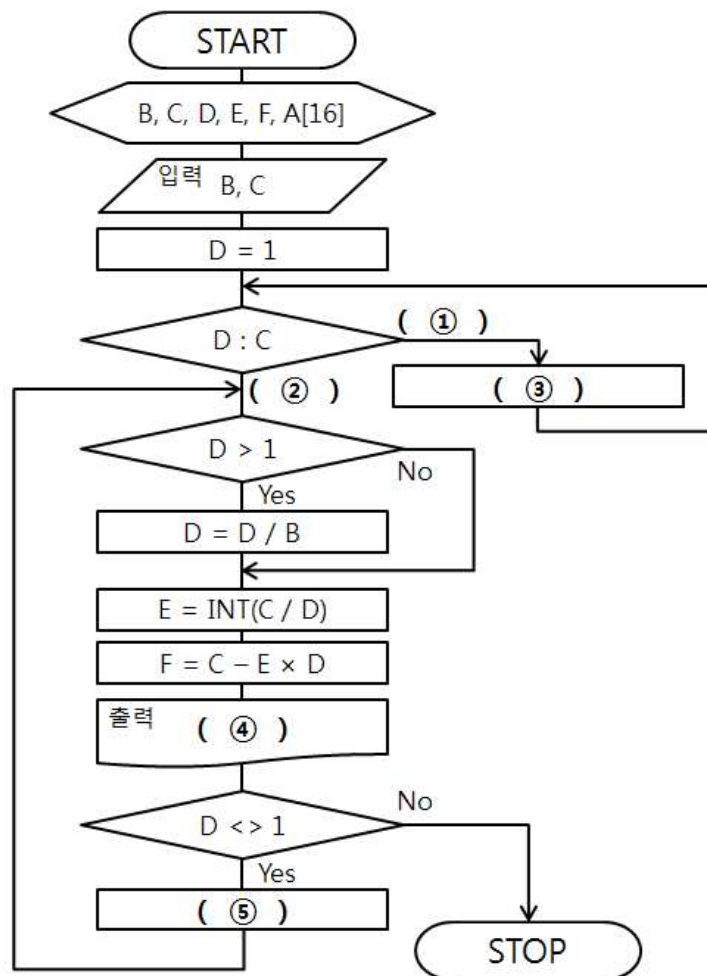 START
B, C, D, E, F, A[16]
입력 B, C
D = 1
D : C
( ① )
( ② )
( ③ )
D > 1
No
Yes
D = D / B
E = INT(C / D)
F = C – E × D
출력 ( ④ )
D < > 1
No
Yes
( ⑤ )
STOP